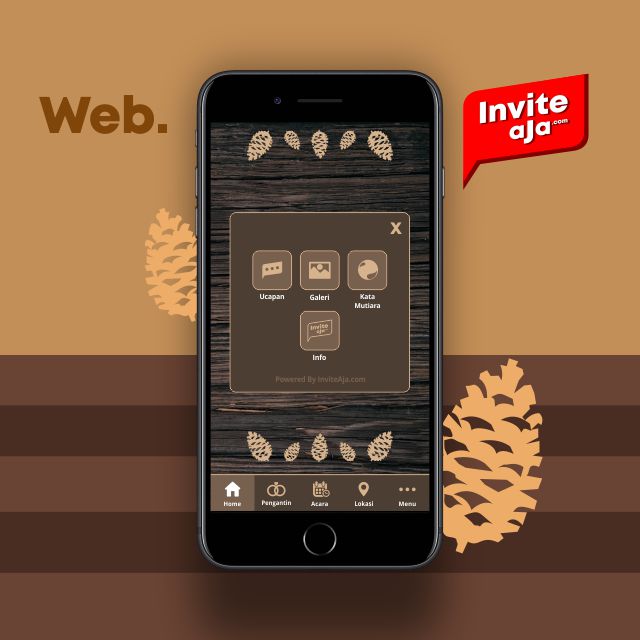 Web.
Invite
aja.com
X
Ucapan
Galeri
Kata
Mutiara
Invite
aja
Info
Powered By InviteAja.com
Home
Pengantin
Acara
Lokasi
Menu